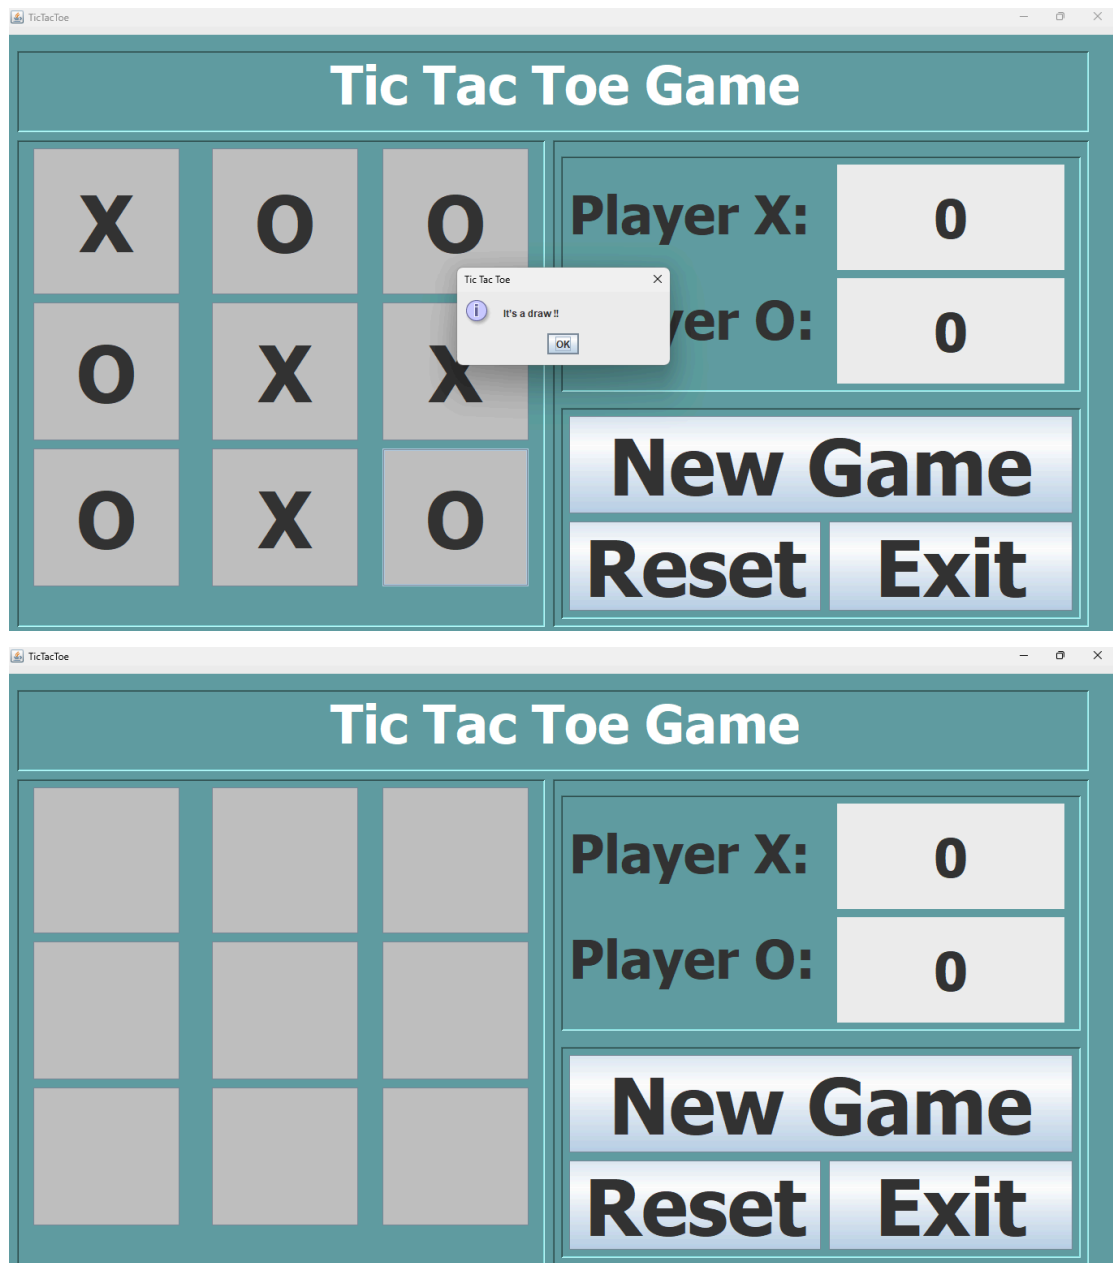 TicTacToe
Tic Tac Toe Game
X O O
Player X: 0
Tic Tac Toe
It's a draw !!
OK
yer O: 0
O X X
O X O
New Game
Reset Exit
TicTacToe
Tic Tac Toe Game
Player X: 0
Player O: 0
New Game
Reset Exit